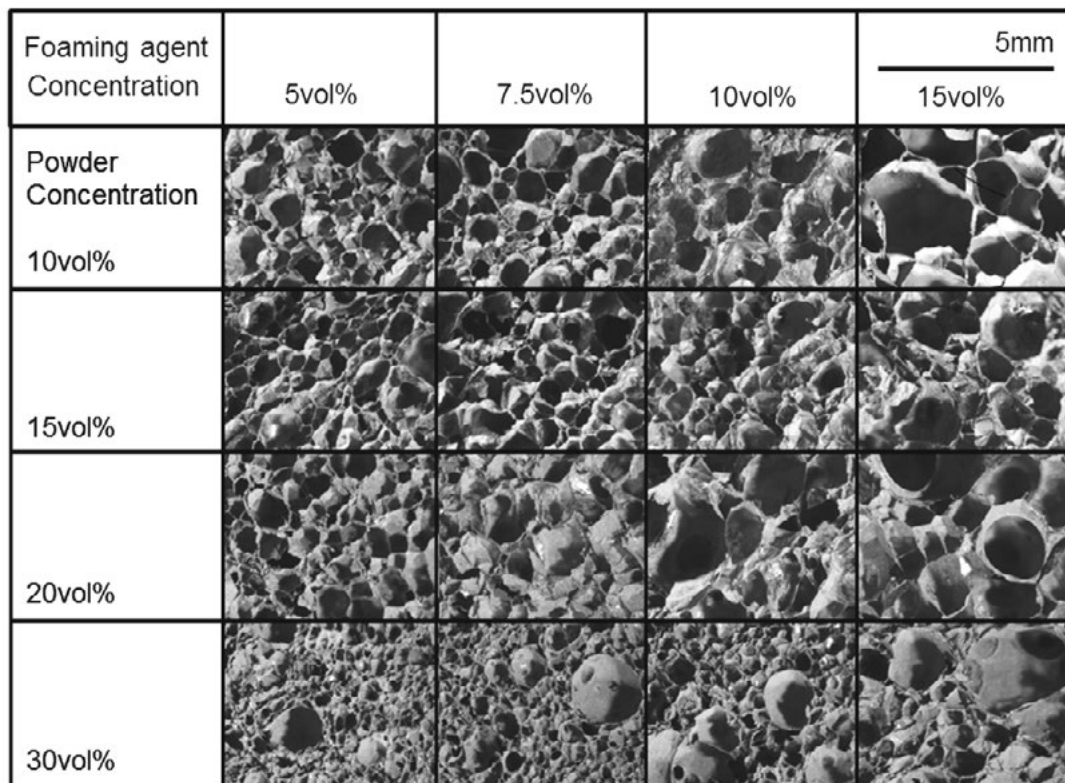 Foaming agent
Concentration
5vol%
7.5vol%
10vol%
5mm
15vol%
Powder
Concentration
10vol%
15vol%
20vol%
30vol%